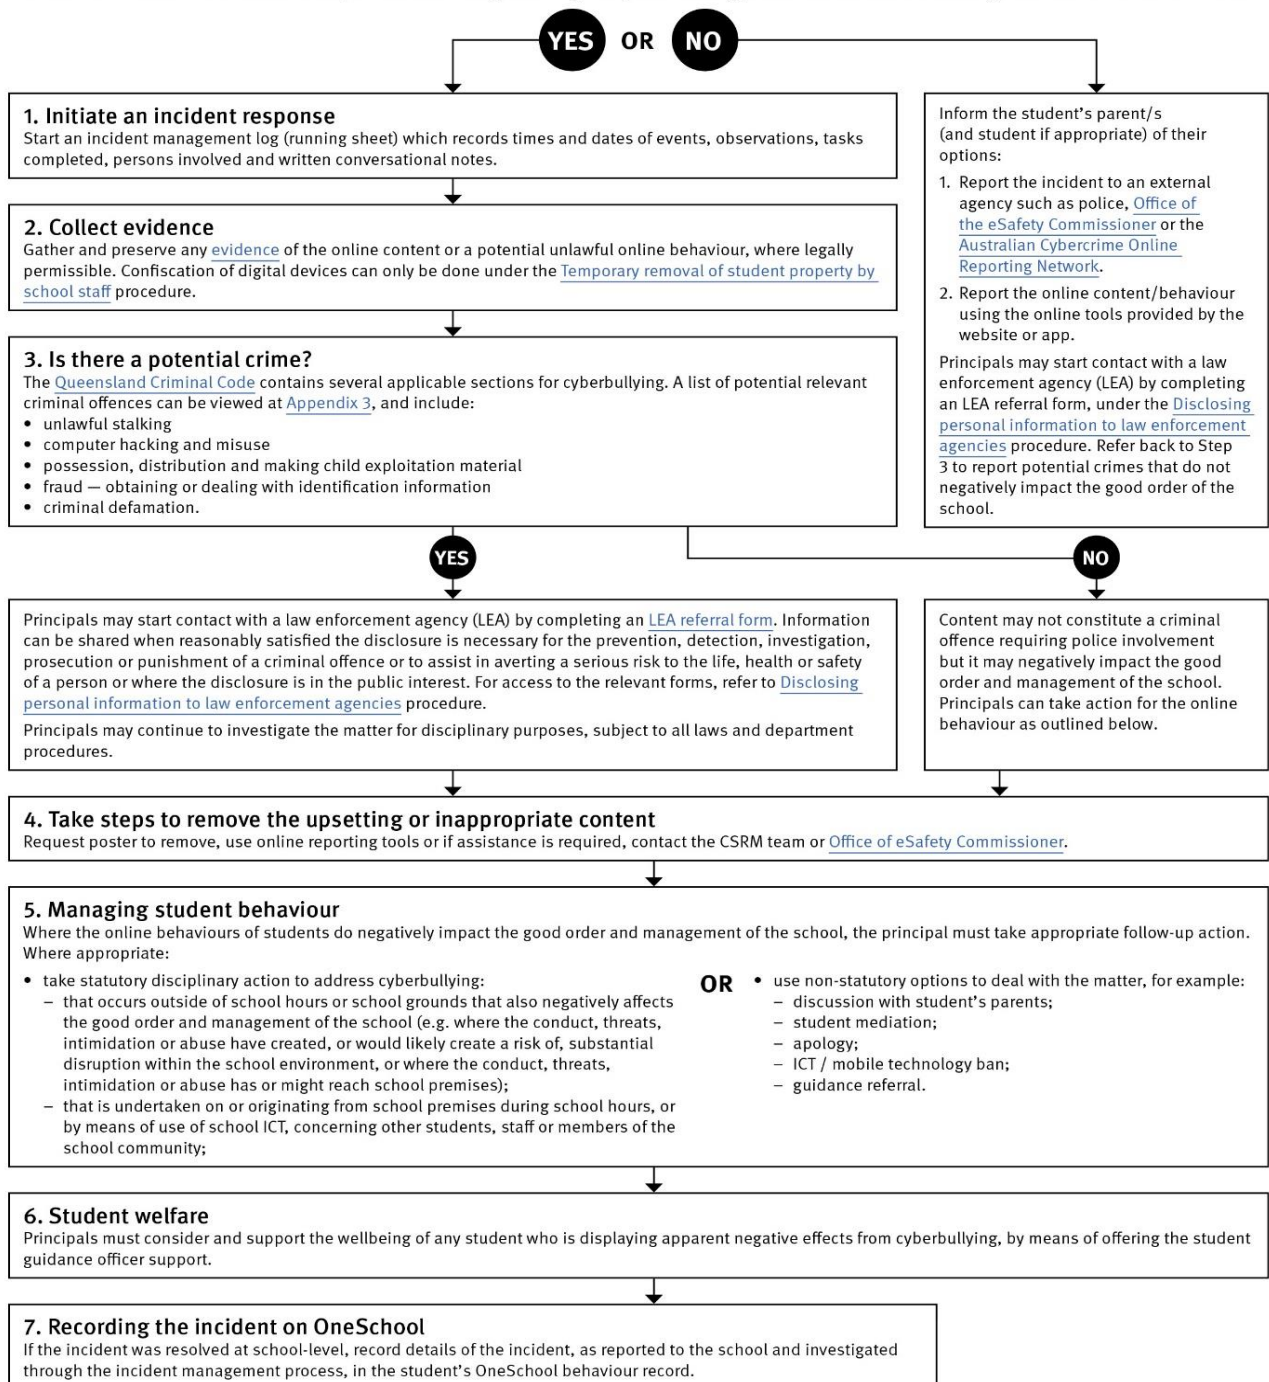 YES OR NO
1. Initiate an incident response
Start an incident management log (running sheet) which records times and dates of events, observations, tasks
completed, persons involved and written conversational notes.
Inform the student’s parent/s
(and student if appropriate) of their
options:
1. Report the incident to an external
agency such as police, Office of
the eSafety Commissioner or the
Australian Cybercrime Online
Reporting Network.
2. Report the online content/behaviour
using the online tools provided by the
website or app.
Principals may start contact with a law
enforcement agency (LEA) by completing
an LEA referral form, under the Disclosing
personal information to law enforcement
agencies procedure. Refer back to Step
3 to report potential crimes that do not
negatively impact the good order of the
school.
2. Collect evidence
Gather and preserve any evidence of the online content or a potential unlawful online behaviour, where legally
permissible. Confiscation of digital devices can only be done under the Temporary removal of student property by
school staff procedure.
3. Is there a potential crime?
The Queensland Criminal Code contains several applicable sections for cyberbullying. A list of potential relevant
criminal offences can be viewed at Appendix 3, and include:
• unlawful stalking
• computer hacking and misuse
• possession, distribution and making child exploitation material
• fraud — obtaining or dealing with identification information
• criminal defamation.
YES
NO
Principals may start contact with a law enforcement agency (LEA) by completing an LEA referral form. Information
can be shared when reasonably satisfied the disclosure is necessary for the prevention, detection, investigation,
prosecution or punishment of a criminal offence or to assist in averting a serious risk to the life, health or safety
of a person or where the disclosure is in the public interest. For access to the relevant forms, refer to Disclosing
personal information to law enforcement agencies procedure.
Principals may continue to investigate the matter for disciplinary purposes, subject to all laws and department
procedures.
Content may not constitute a criminal
offence requiring police involvement
but it may negatively impact the good
order and management of the school.
Principals can take action for the online
behaviour as outlined below.
4. Take steps to remove the upsetting or inappropriate content
Request poster to remove, use online reporting tools or if assistance is required, contact the CSRM team or Office of eSafety Commissioner.
5. Managing student behaviour
Where the online behaviours of students do negatively impact the good order and management of the school, the principal must take appropriate follow-up action.
Where appropriate:
• take statutory disciplinary action to address cyberbullying:
– that occurs outside of school hours or school grounds that also negatively affects
the good order and management of the school (e.g. where the conduct, threats,
intimidation or abuse have created, or would likely create a risk of, substantial
disruption within the school environment, or where the conduct, threats,
intimidation or abuse has or might reach school premises);
– that is undertaken on or originating from school premises during school hours, or
by means of use of school ICT, concerning other students, staff or members of the
school community;
OR
• use non-statutory options to deal with the matter, for example:
– discussion with student’s parents;
– student mediation;
– apology;
– ICT / mobile technology ban;
– guidance referral.
6. Student welfare
Principals must consider and support the wellbeing of any student who is displaying apparent negative effects from cyberbullying, by means of offering the student
guidance officer support.
7. Recording the incident on OneSchool
If the incident was resolved at school-level, record details of the incident, as reported to the school and investigated
through the incident management process, in the student’s OneSchool behaviour record.